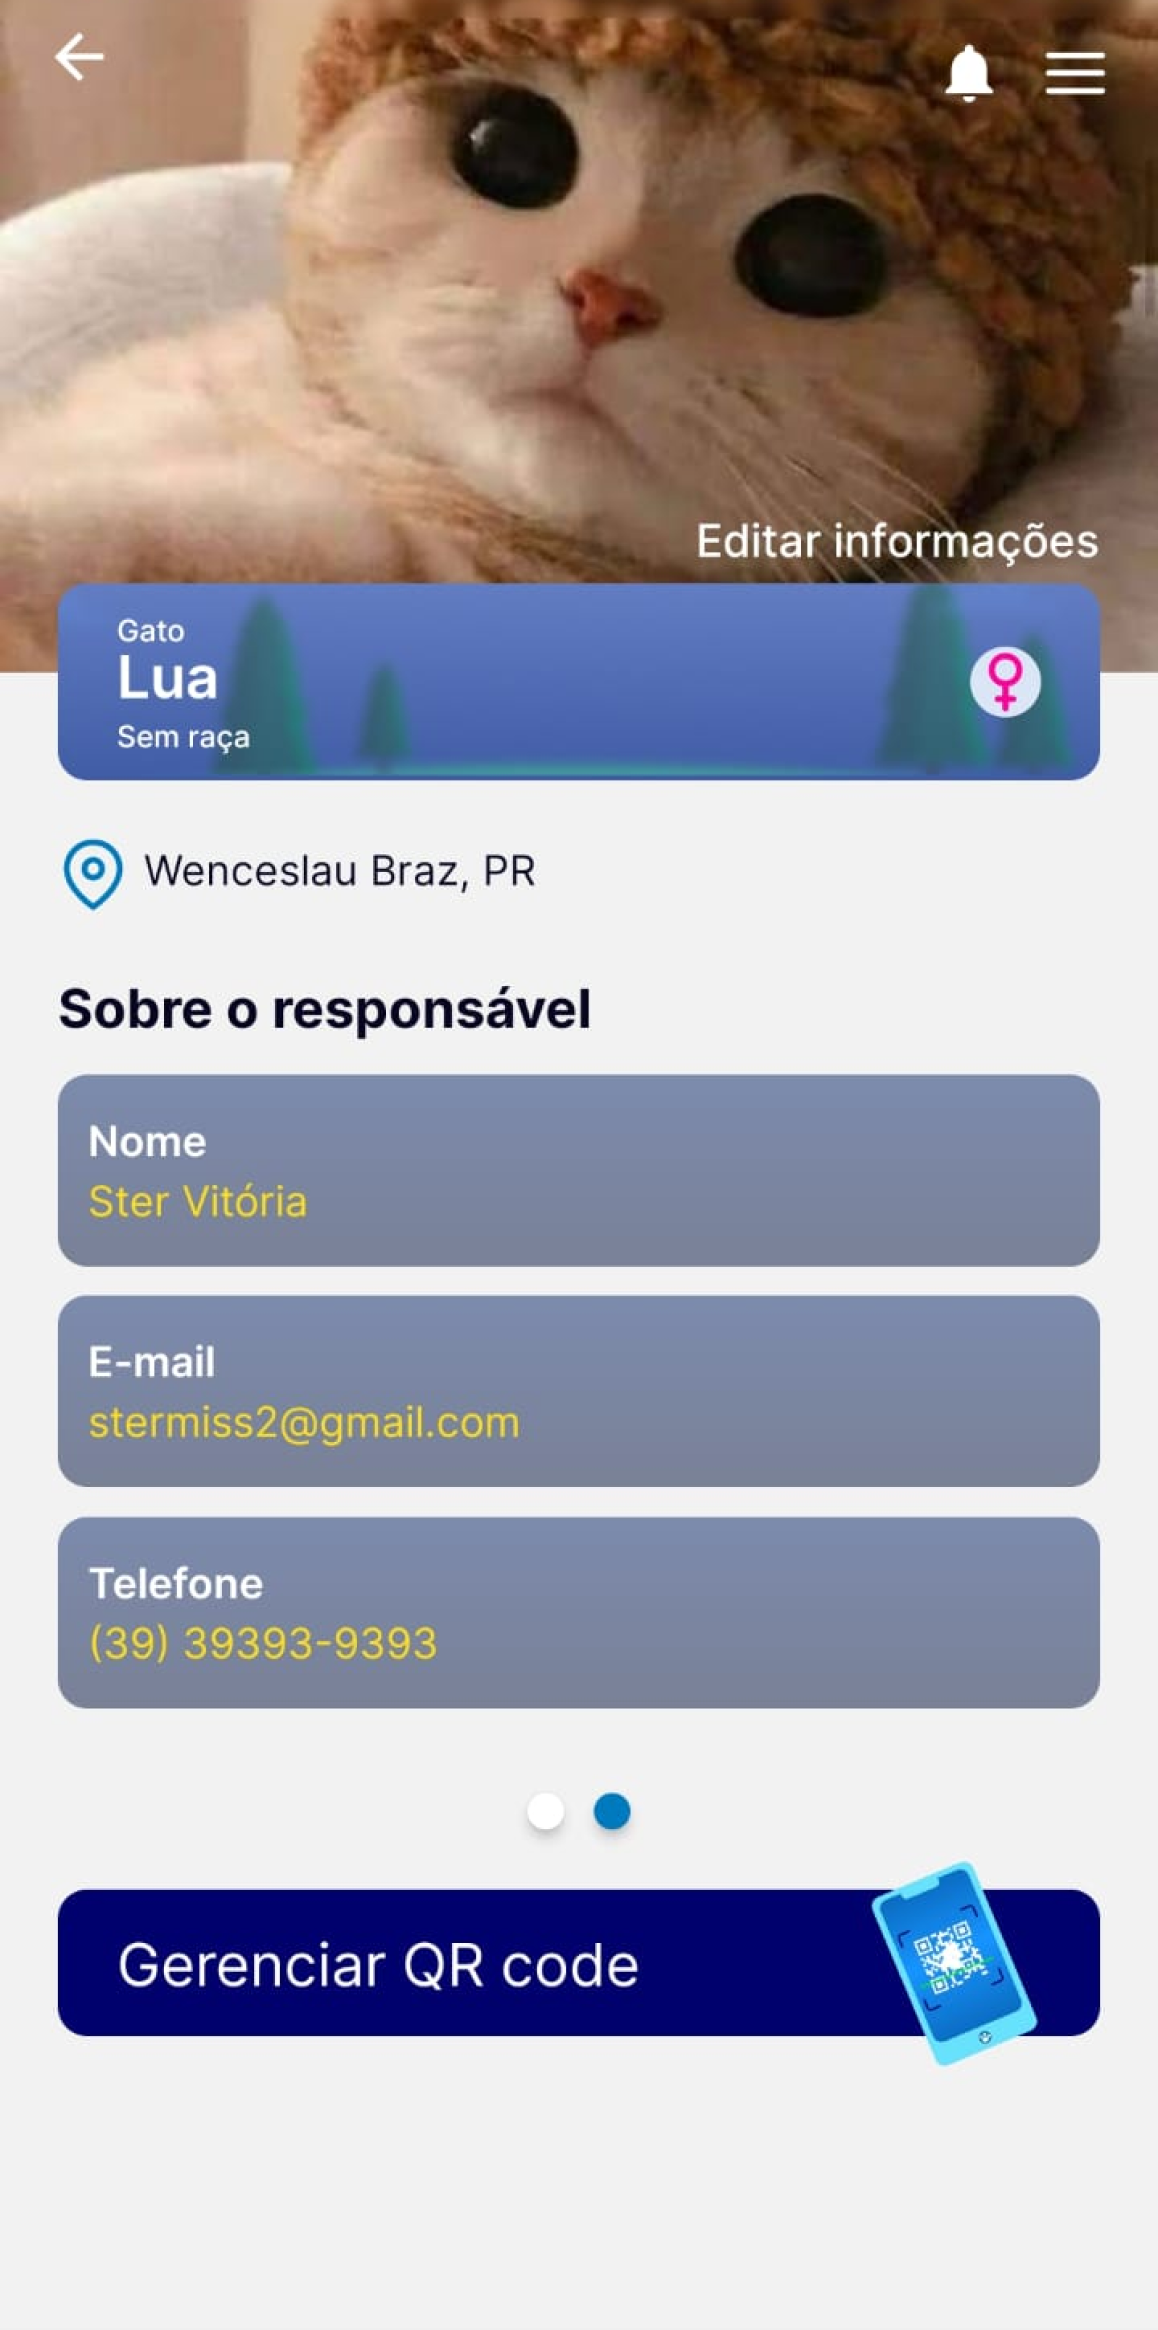 Editar informações
Gato
Lua
Sem raça
Wenceslau Braz, PR
Sobre o responsável
Nome
Ster Vitória
E-mail
stermiss2@gmail.com
Telefone
(39) 39393-9393
Gerenciar QR code